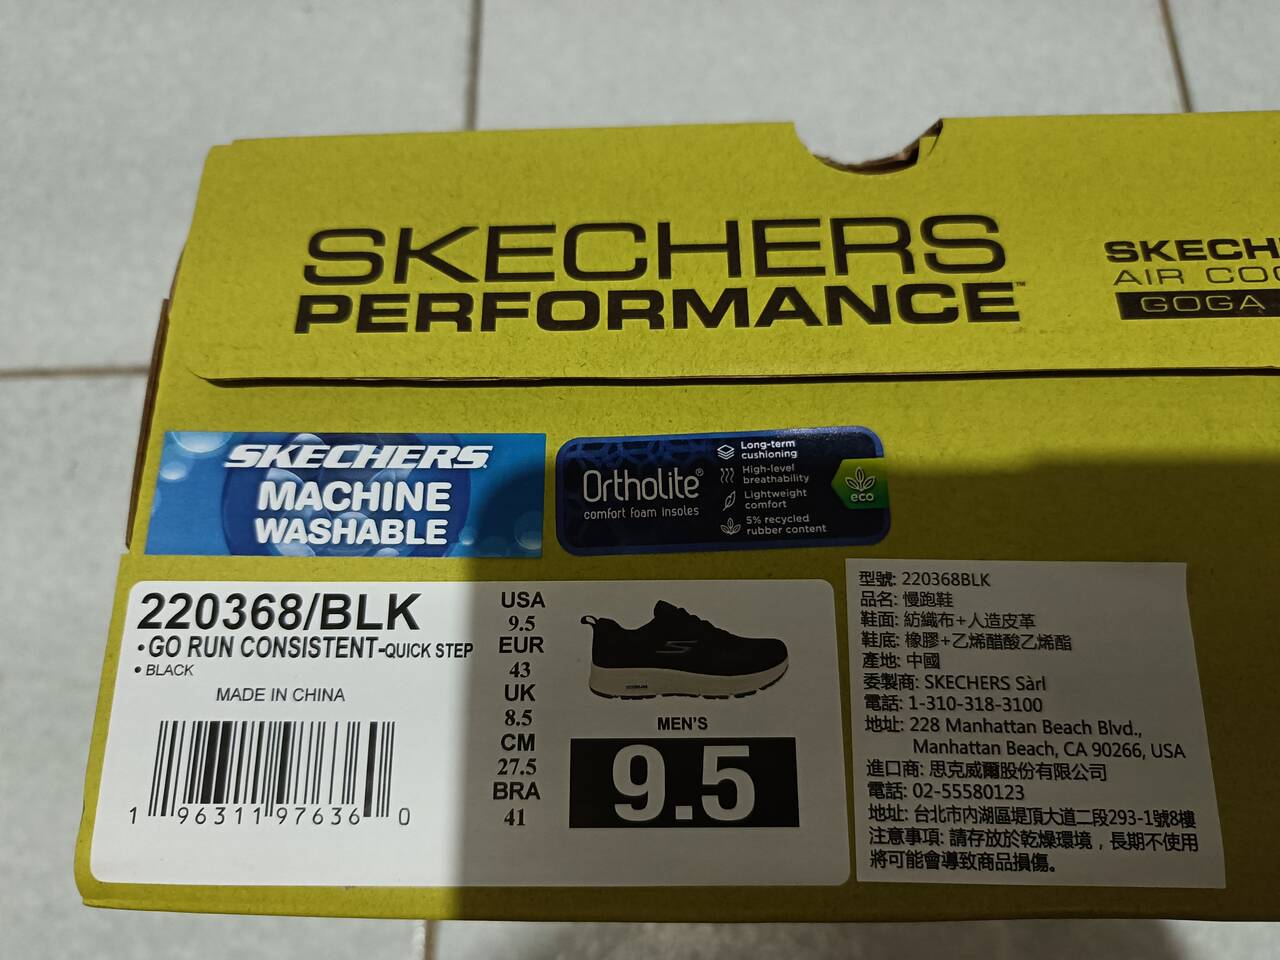 SKECHERS
PERFORMANCE™
SKECH
AIR COO
GOGA
SKECHERS
MACHINE
WASHABLE
Ortholite®
comfort foam insoles
Long-term
cushioning
High-level
breathability
Lightweight
comfort
5% recycled
rubber content
eco
220368/BLK
•GO RUN CONSISTENT-QUICK STEP
• BLACK
MADE IN CHINA
1 96311 97636 0
USA
9.5
EUR
43
UK
8.5
CM
27.5
BRA
41
MEN'S
9.5
型號: 220368BLK
品名: 慢跑鞋
鞋面: 紡織布+人造皮革
鞋底: 橡膠+乙烯醋酸乙烯酯
產地: 中國
委製商: SKECHERS Sàrl
電話: 1-310-318-3100
地址: 228 Manhattan Beach Blvd.,
Manhattan Beach, CA 90266, USA
進口商: 思克威爾股份有限公司
電話: 02-55580123
地址: 台北市內湖區堤頂大道二段293-1號8樓
注意事項: 請存放於乾燥環境，長期不使用
將可能會導致商品損傷。